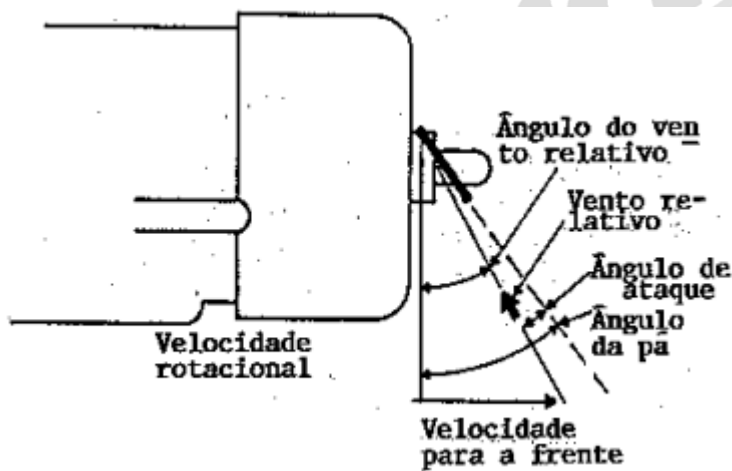 Ângulo do ven
to relativo
Vento re-
lativo
Ângulo de
ataque
Ângulo
da pá
Velocidade
rotacional
Velocidade
para a frente